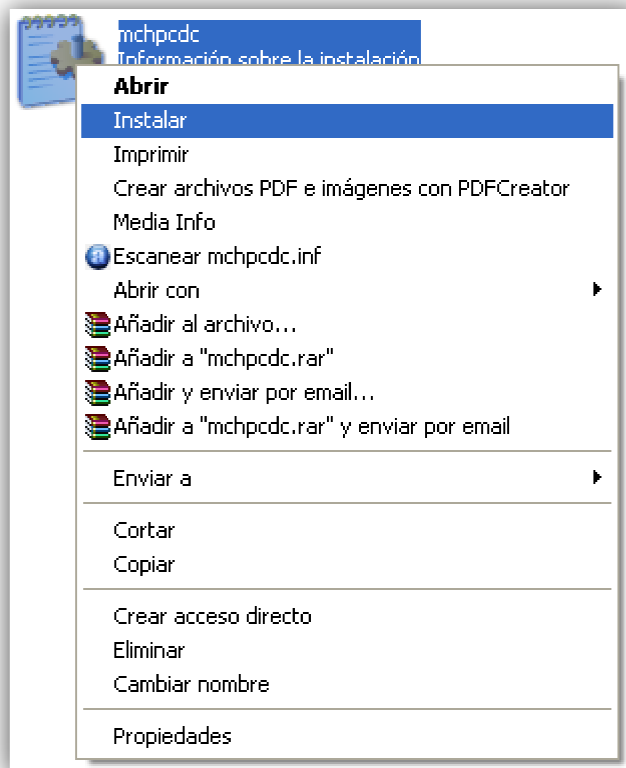 mchpcdc
Información sobre la instalación
Abrir
Instalar
Imprimir
Crear archivos PDF e imágenes con PDFCreator
Media Info
Escanear mchpcdc.inf
Abrir con
Añadir al archivo...
Añadir a "mchpcdc.rar"
Añadir y enviar por email...
Añadir a "mchpcdc.rar" y enviar por email
Enviar a
Cortar
Copiar
Crear acceso directo
Eliminar
Cambiar nombre
Propiedades